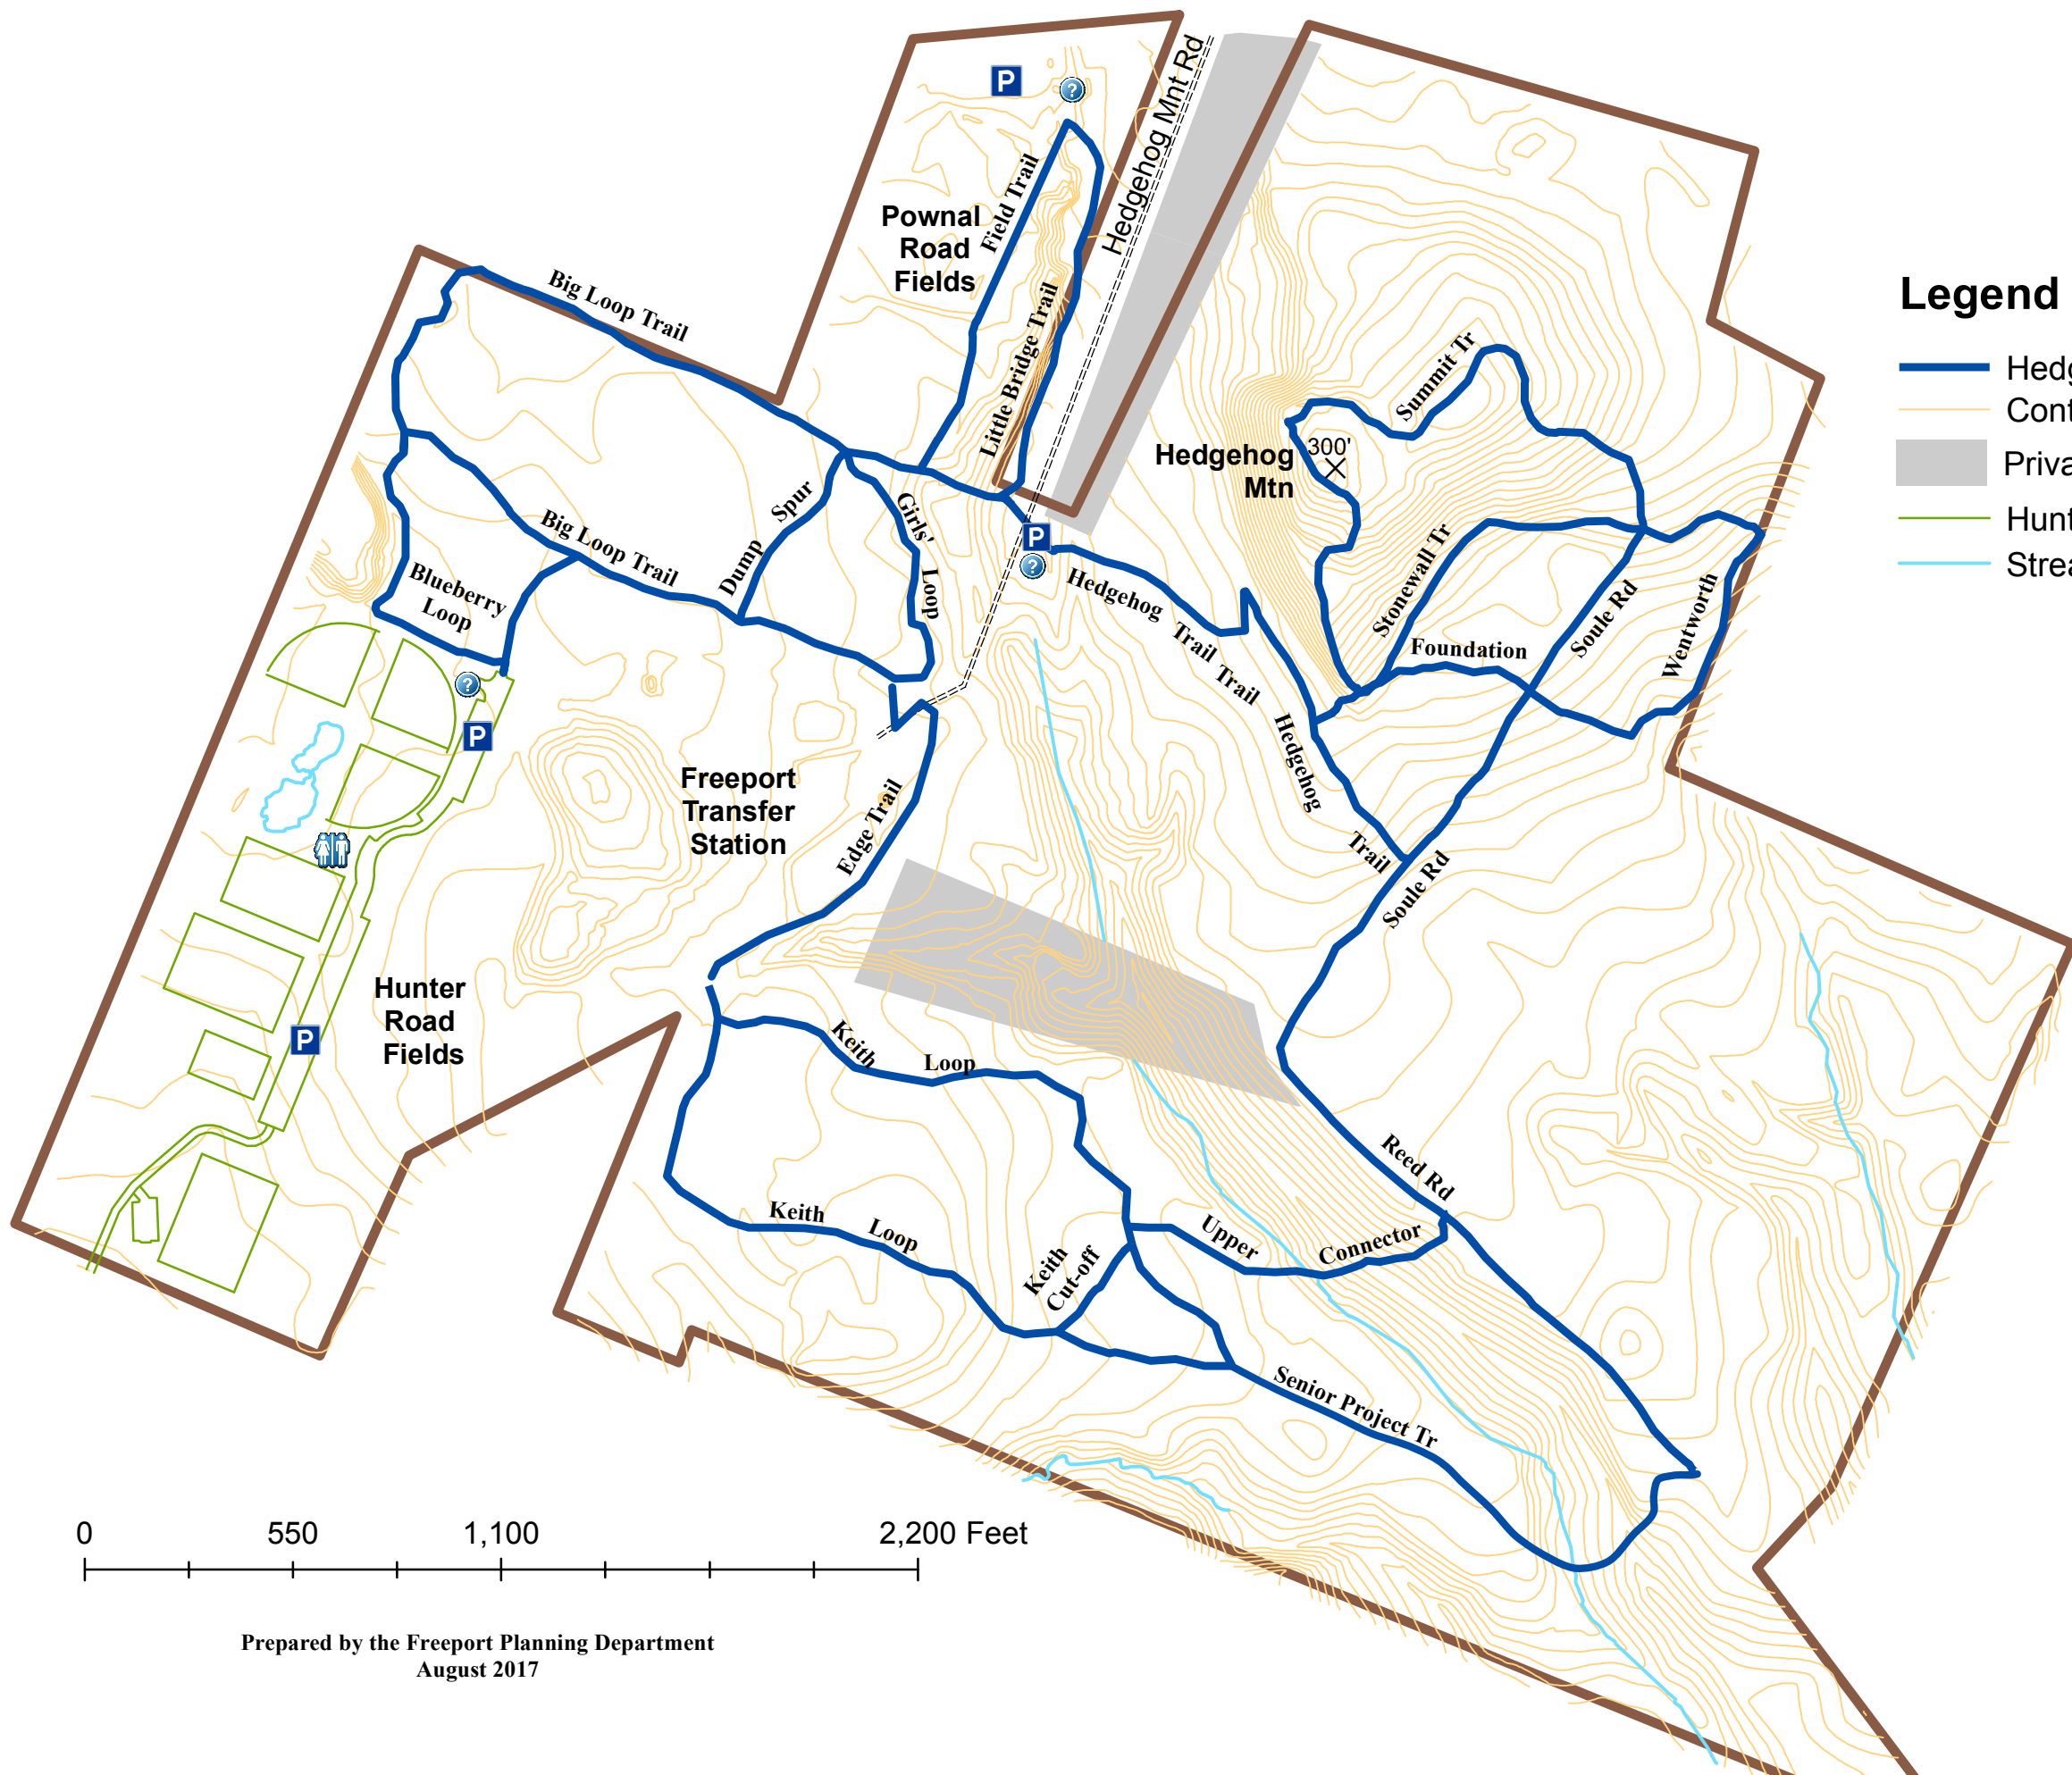 P
?
Hedgehog Mnt Rd
Field Trail
Pownal
Road
Fields
Little Bridge Trail
Big Loop Trail
Legend
Hedg
Cont
Priva
Hunt
Strea
Summit Tr
Hedgehog
Mtn
300'
Girls'
Loop
Dump Spur
Big Loop Trail
P
?
Blueberry
Loop
Stonewall Tr
Hedgehog
Trail
Trail
Foundation
Soule Rd
Wentworth
?
P
Hedgehog
Trail
Freeport
Transfer
Station
Edge Trail
Soule Rd
Hunter
Road
Fields
P
Keith
Loop
Reed Rd
Keith
Loop
Upper
Connector
Keith
Cut-off
Senior Project Tr
0 550 1,100 2,200 Feet
Prepared by the Freeport Planning Department
August 2017